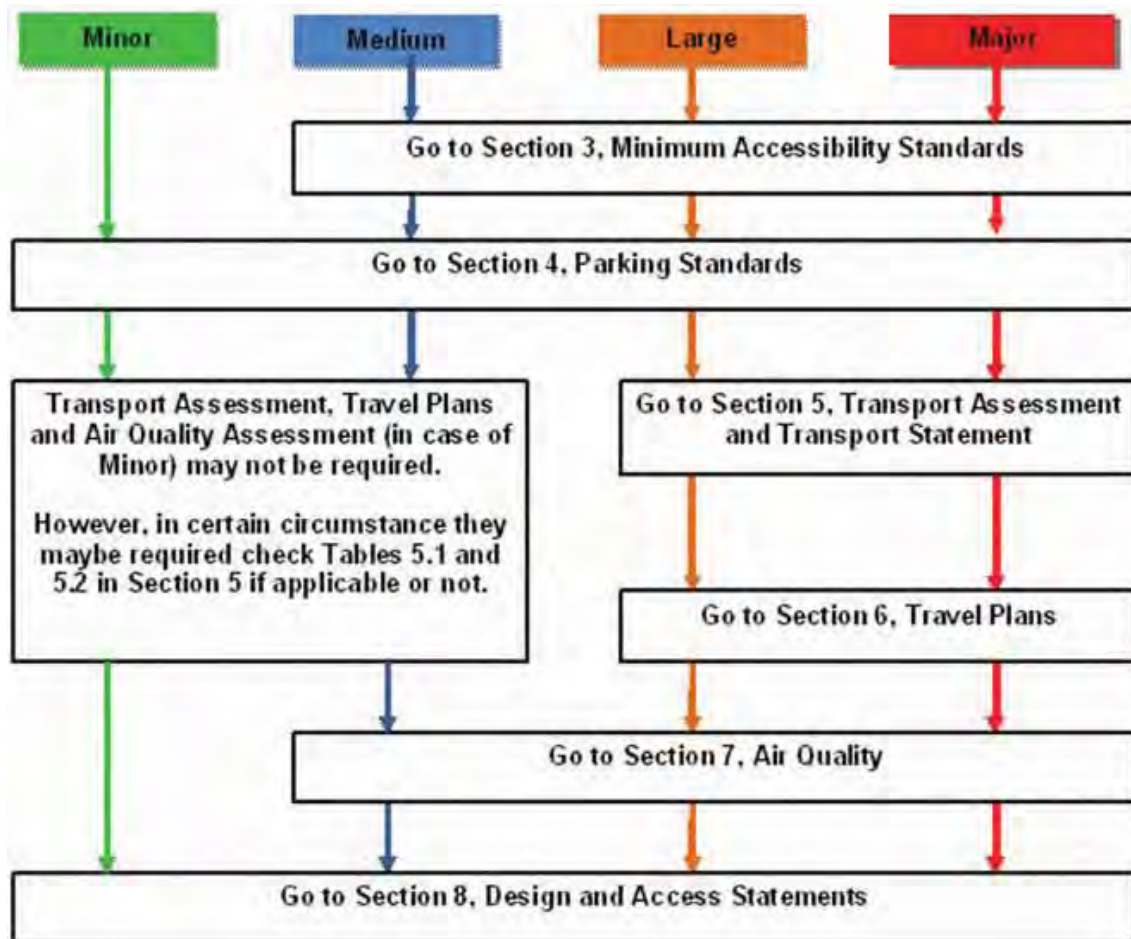 Minor
Medium
Large
Major
Go to Section 3, Minimum Accessibility Standards
Go to Section 4, Parking Standards
Transport Assessment, Travel Plans
and Air Quality Assessment (in case of
Minor) may not be required.
However, in certain circumstance they
maybe required check Tables 5.1 and
5.2 in Section 5 if applicable or not.
Go to Section 5, Transport Assessment
and Transport Statement
Go to Section 6, Travel Plans
Go to Section 7, Air Quality
Go to Section 8, Design and Access Statements